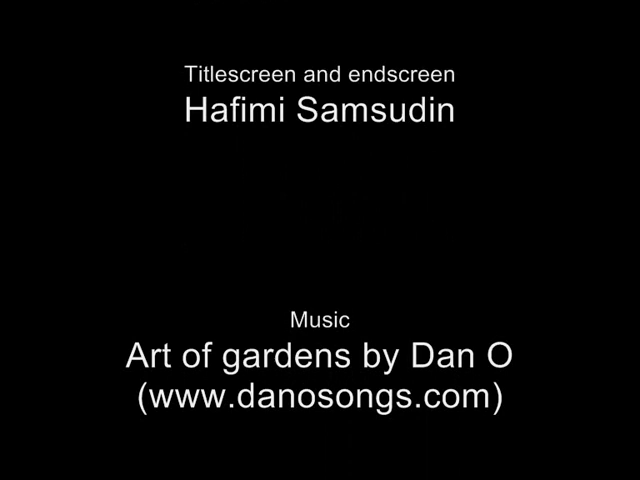 Titlescreen and endscreen
Hafimi Samsudin
Music
Art of gardens by Dan O
(www.danosongs.com)